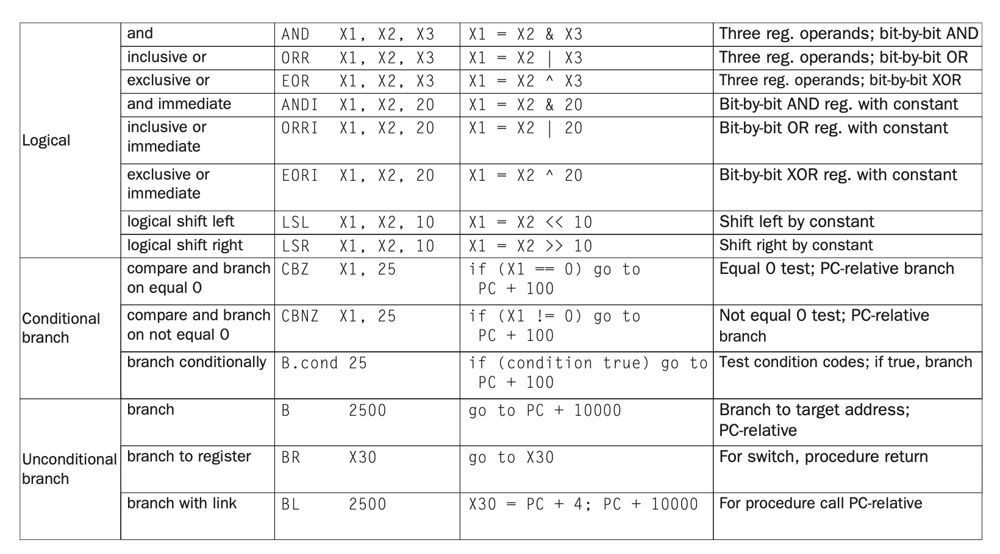 Logical
and AND X1, X2, X3 X1 = X2 & X3 Three reg. operands; bit-by-bit AND
inclusive or ORR X1, X2, X3 X1 = X2 | X3 Three reg. operands; bit-by-bit OR
exclusive or EOR X1, X2, X3 X1 = X2 ^ X3 Three reg. operands; bit-by-bit XOR
and immediate ANDI X1, X2, 20 X1 = X2 & 20 Bit-by-bit AND reg. with constant
inclusive or ORRI X1, X2, 20 X1 = X2 | 20 Bit-by-bit OR reg. with constant
immediate
exclusive or EORI X1, X2, 20 X1 = X2 ^ 20 Bit-by-bit XOR reg. with constant
immediate
logical shift left LSL X1, X2, 10 X1 = X2 << 10 Shift left by constant
logical shift right LSR X1, X2, 10 X1 = X2 >> 10 Shift right by constant
Conditional
branch
compare and branch CBZ X1, 25 if (X1 == 0) go to Equal 0 test; PC-relative branch
on equal 0 PC + 100
compare and branch CBNZ X1, 25 if (X1 != 0) go to Not equal 0 test; PC-relative
on not equal 0 PC + 100 branch
branch conditionally B.cond 25 if (condition true) go to Test condition codes; if true, branch
PC + 100
Unconditional
branch
branch B 2500 go to PC + 10000 Branch to target address;
PC-relative
branch to register BR X30 go to X30 For switch, procedure return
branch with link BL 2500 X30 = PC + 4; PC + 10000 For procedure call PC-relative